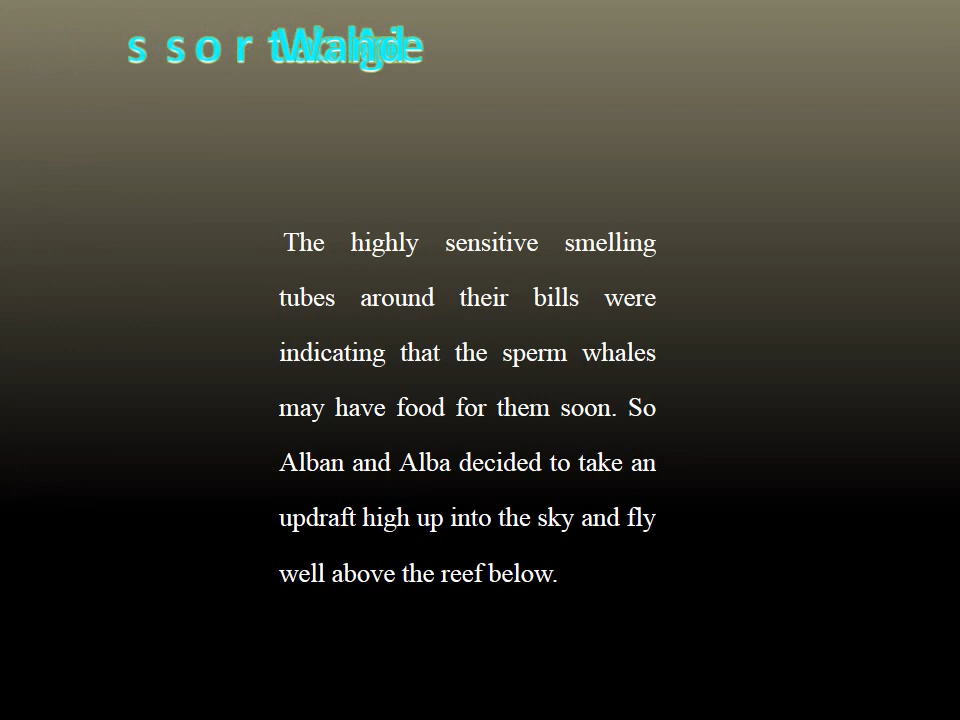 The highly sensitive smelling
tubes around their bills were
indicating that the sperm whales
may have food for them soon. So
Alban and Alba decided to take an
updraft high up into the sky and fly
well above the reef below.